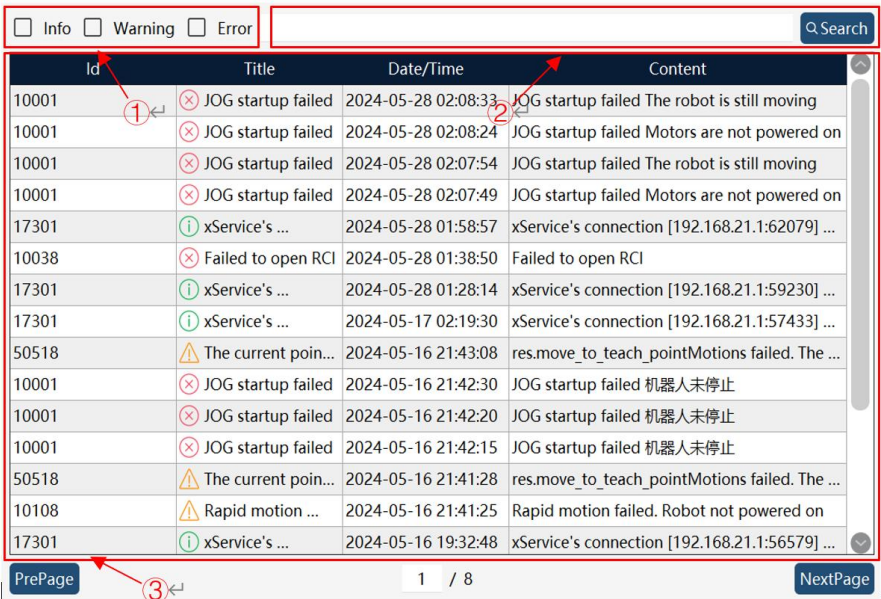 Info Warning Error Search
Id Title Date/Time Content
10001 JOG startup failed 2024-05-28 02:08:33 JOG startup failed The robot is still moving
① ②
10001 JOG startup failed 2024-05-28 02:08:24 JOG startup failed Motors are not powered on
10001 JOG startup failed 2024-05-28 02:07:54 JOG startup failed The robot is still moving
10001 JOG startup failed 2024-05-28 02:07:49 JOG startup failed Motors are not powered on
17301 xService's ... 2024-05-28 01:58:57 xService's connection [192.168.21.1:62079] ...
10038 Failed to open RCI 2024-05-28 01:38:50 Failed to open RCI
17301 xService's ... 2024-05-28 01:28:14 xService's connection [192.168.21.1:59230] ...
17301 xService's ... 2024-05-17 02:19:30 xService's connection [192.168.21.1:57433] ...
50518 The current poin... 2024-05-16 21:43:08 res.move_to_teach_pointMotions failed. The ...
10001 JOG startup failed 2024-05-16 21:42:30 JOG startup failed 机器人未停止
10001 JOG startup failed 2024-05-16 21:42:20 JOG startup failed 机器人未停止
10001 JOG startup failed 2024-05-16 21:42:15 JOG startup failed 机器人未停止
50518 The current poin... 2024-05-16 21:41:28 res.move_to_teach_pointMotions failed. The ...
10108 Rapid motion ... 2024-05-16 21:41:25 Rapid motion failed. Robot not powered on
17301 xService's ... 2024-05-16 19:32:48 xService's connection [192.168.21.1:56579] ...
PrePage ③ 1 / 8 NextPage